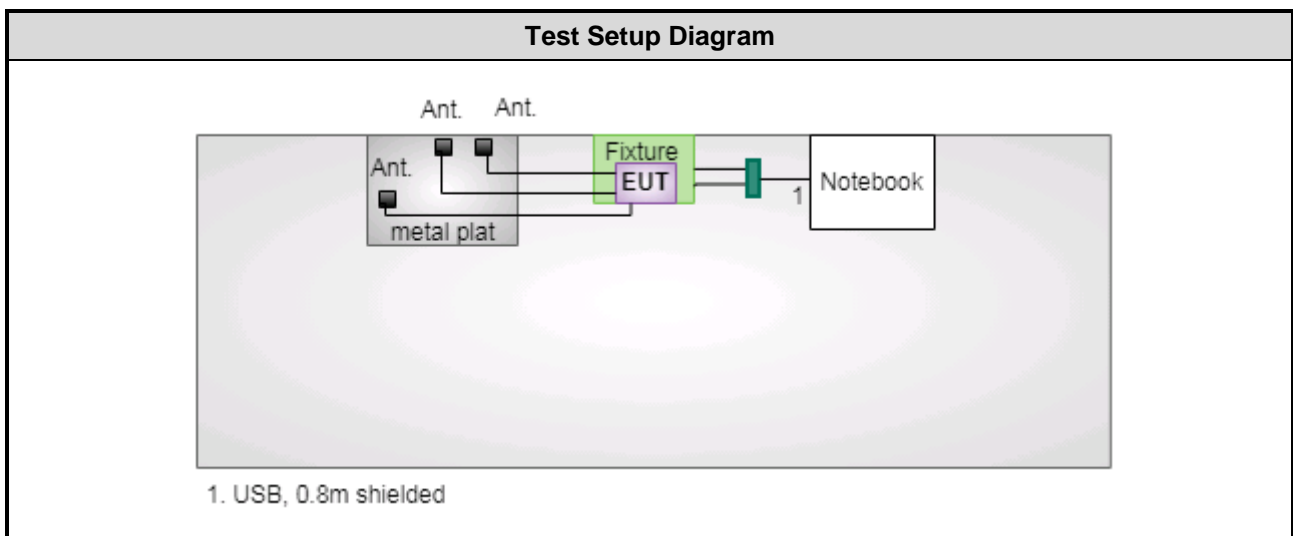 Test Setup Diagram
Ant. Ant.
Fixture
Ant.
EUT
Notebook
1
metal plat
1. USB, 0.8m shielded